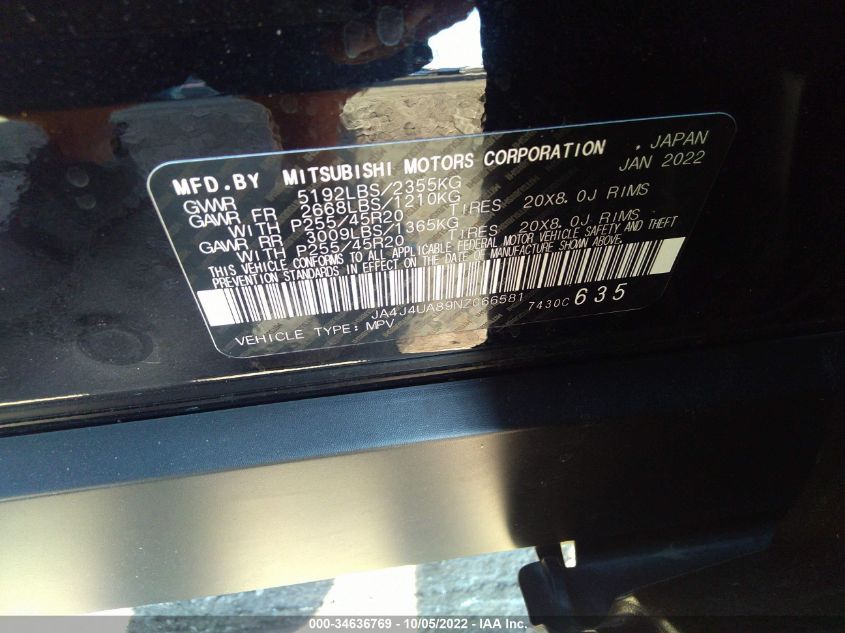 MFD.BY MITSUBISHI MOTORS CORPORATION . JAPAN
GVWR 5192LBS/2355KG JAN 2022
GAWR FR 2668LBS/1210KG
WITH P255/45R20 TIRES 20X8.0J RIMS
GAWR RR 3009LBS/1365KG
WITH P255/45R20 TIRES 20X8.0J RIMS
THIS VEHICLE CONFORMS TO ALL APPLICABLE FEDERAL MOTOR VEHICLE SAFETY AND THEFT
PREVENTION STANDARDS IN EFFECT ON THE DATE OF MANUFACTURE SHOWN ABOVE.
JA4J4UA89NZ066581 7430C 635
VEHICLE TYPE: MPV
000-34636769 - 10/05/2022 - IAA Inc.